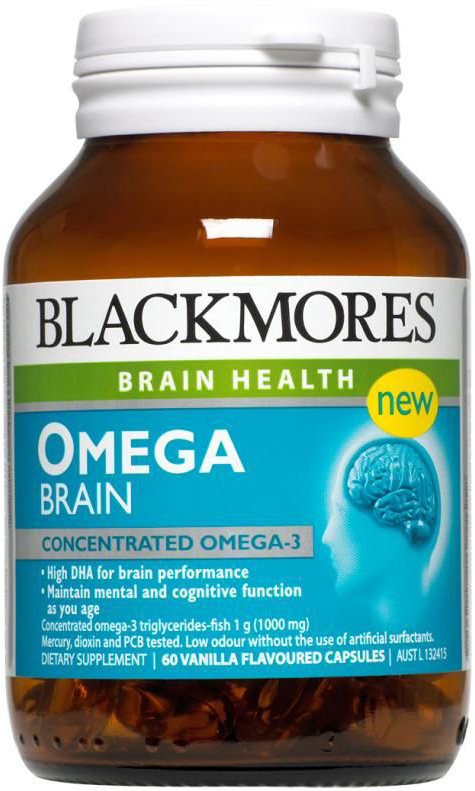 BLACKMORES
BRAIN HEALTH
new
OMEGA
BRAIN
CONCENTRATED OMEGA-3
• High DHA for brain performance
• Maintain mental and cognitive function
as you age
Concentrated omega-3 triglycerides-fish 1 g (1000 mg)
Mercury, dioxin and PCB tested. Low odour without the use of artificial surfactants.
DIETARY SUPPLEMENT | 60 VANILLA FLAVOURED CAPSULES | AUST L 132415